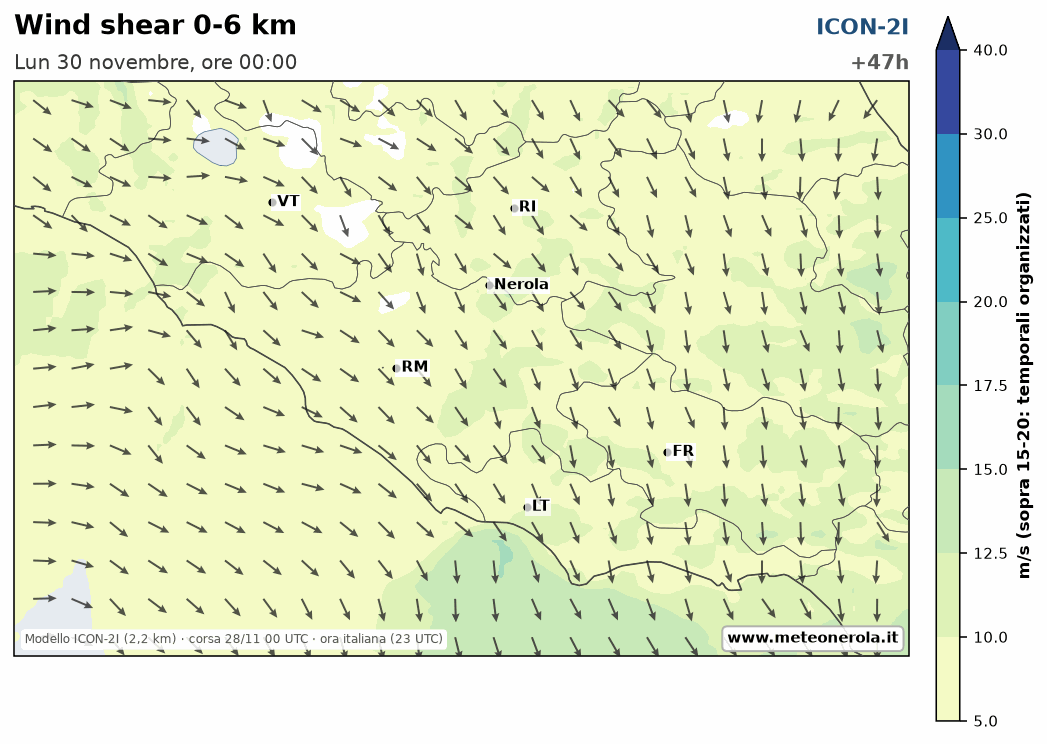 Wind shear 0-6 km
ICON-2I
Lun 30 novembre, ore 00:00
+47h
VT
RI
Nerola
RM
FR
LT
Modello ICON-2I (2,2 km) · corsa 28/11 00 UTC · ora italiana (23 UTC)
www.meteonerola.it
40.0
30.0
25.0
20.0
17.5
15.0
12.5
10.0
5.0
m/s (sopra 15-20: temporali organizzati)